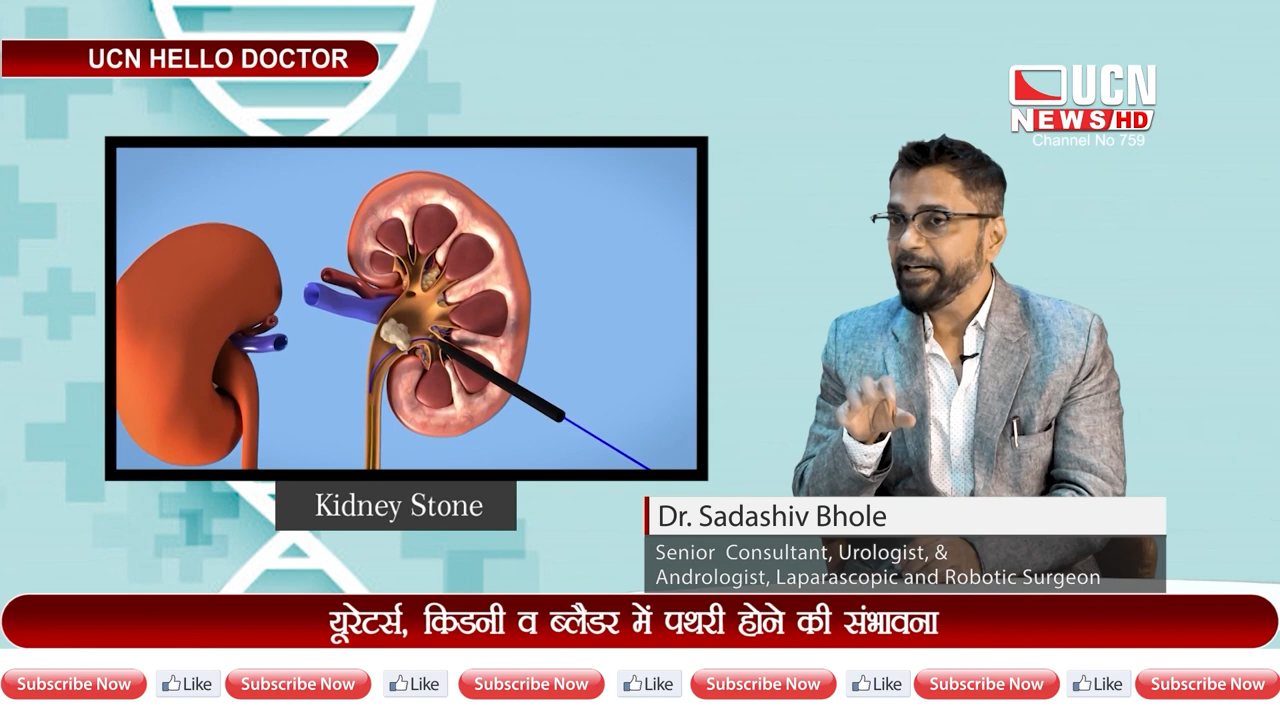 UCN HELLO DOCTOR
UCN
NEWS HD
Channel No 759
Kidney Stone
Dr. Sadashiv Bhole
Senior Consultant, Urologist, &
Andrologist, Laparascopic and Robotic Surgeon
यूरेटर्स, किडनी व ब्लैडर में पथरी होने की संभावना
Subscribe Now Like Subscribe Now Like Subscribe Now Like Subscribe Now Like Subscribe Now Like Subscribe Now